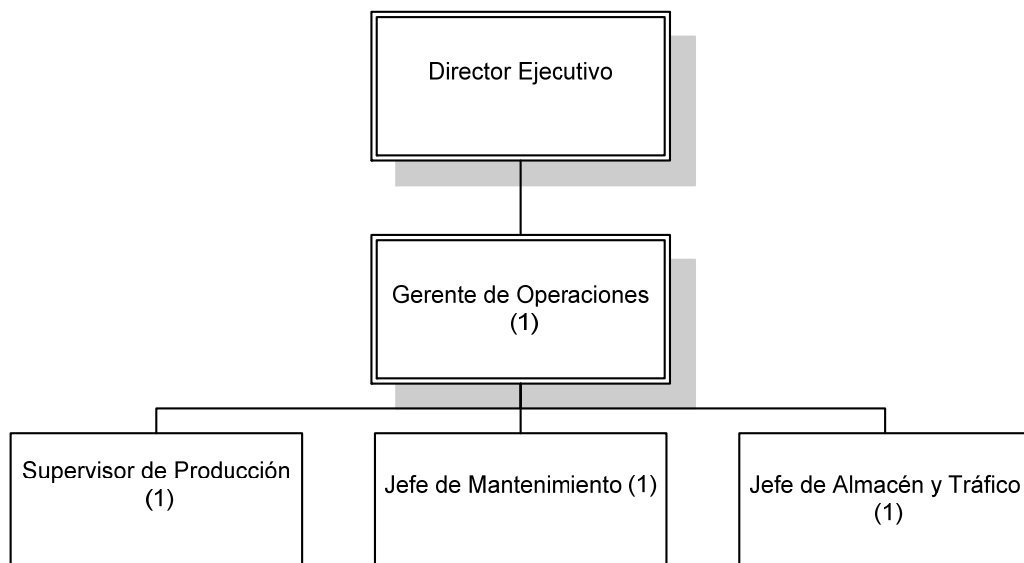 Director Ejecutivo
Gerente de Operaciones
(1)
Supervisor de Producción
(1)
Jefe de Mantenimiento (1)
Jefe de Almacén y Tráfico
(1)